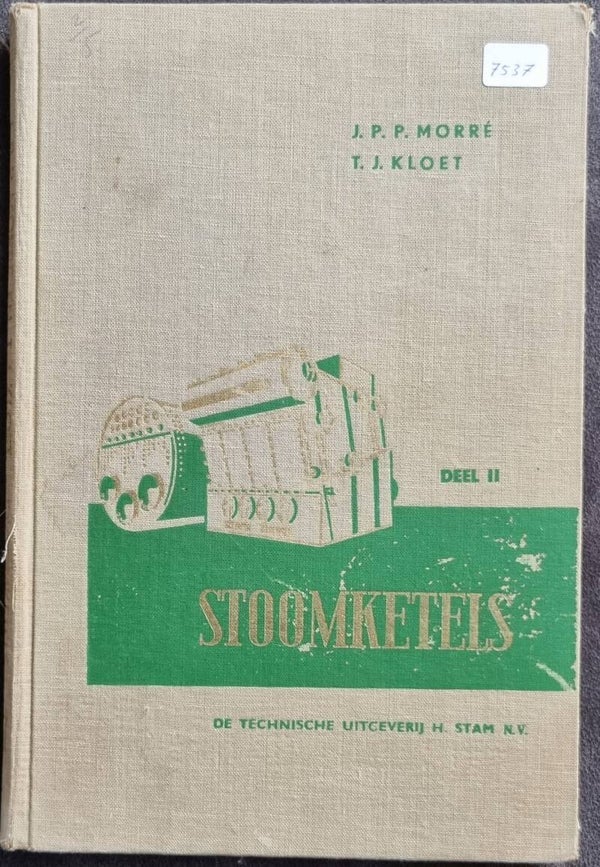 7537
J. P. P. MORRÉ
T. J. KLOET
DEEL II
STOOMKETELS
DE TECHNISCHE UITGEVERIJ H. STAM N.V.